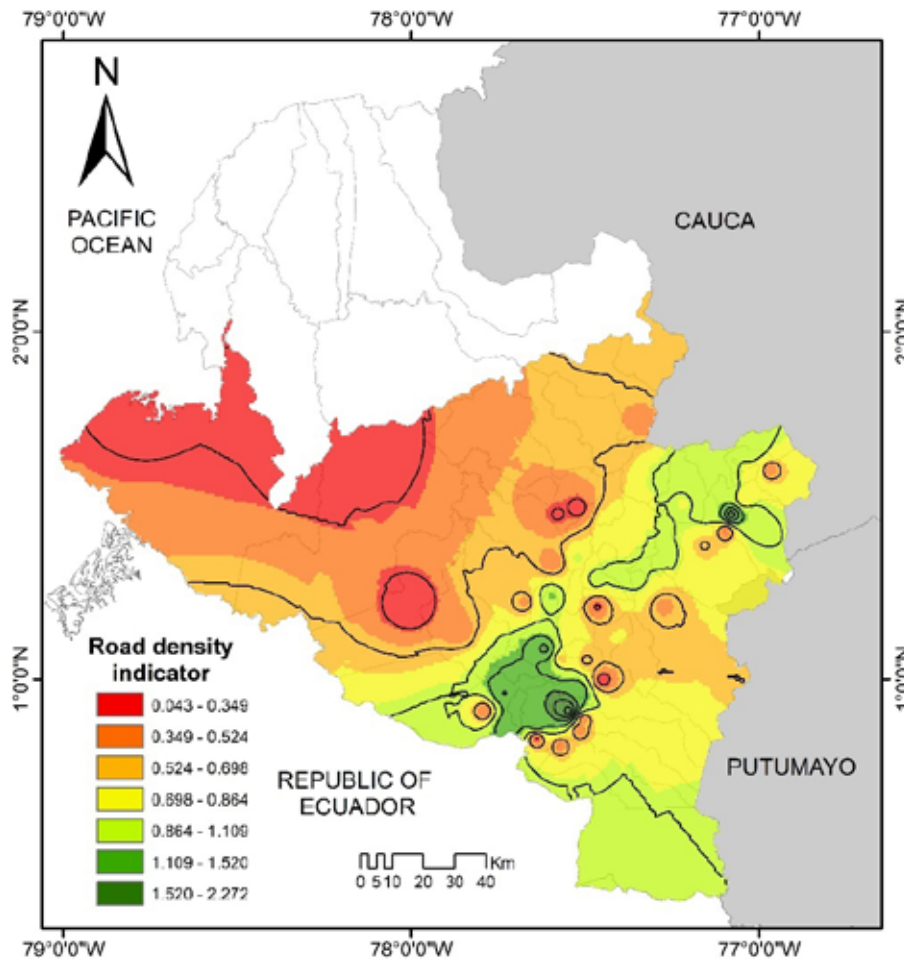 79°0'0"W 78°0'0"W 77°0'0"W
N
PACIFIC
OCEAN
CAUCA
2°0'0"N 2°0'0"N
1°0'0"N 1°0'0"N
Road density
indicator
0.043 - 0.349
0.349 - 0.524
0.524 - 0.698
0.698 - 0.864
0.864 - 1.109
1.109 - 1.520
1.520 - 2.272
REPUBLIC OF
ECUADOR
PUTUMAYO
Km
0 5 10 20 30 40
79°0'0"W 78°0'0"W 77°0'0"W